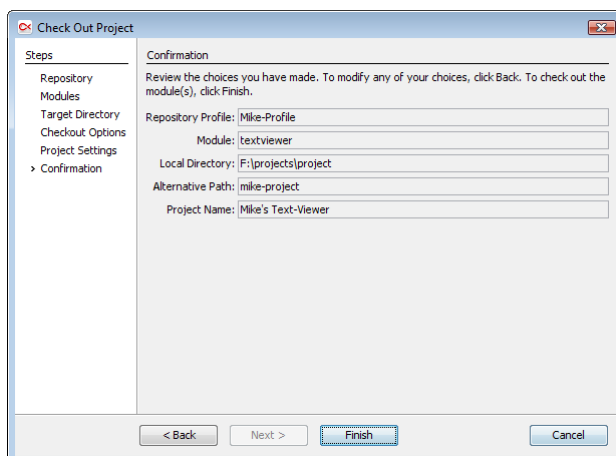 Check Out Project
Steps
Repository
Modules
Target Directory
Checkout Options
Project Settings
> Confirmation
Confirmation
Review the choices you have made. To modify any of your choices, click Back. To check out the
module(s), click Finish.
Repository Profile: Mike-Profile
Module: textviewer
Local Directory: F:\projects\project
Alternative Path: mike-project
Project Name: Mike's Text-Viewer
< Back
Next >
Finish
Cancel